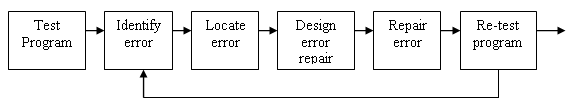 Test
Program
Identify
error
Locate
error
Design
error
repair
Repair
error
Re-test
program